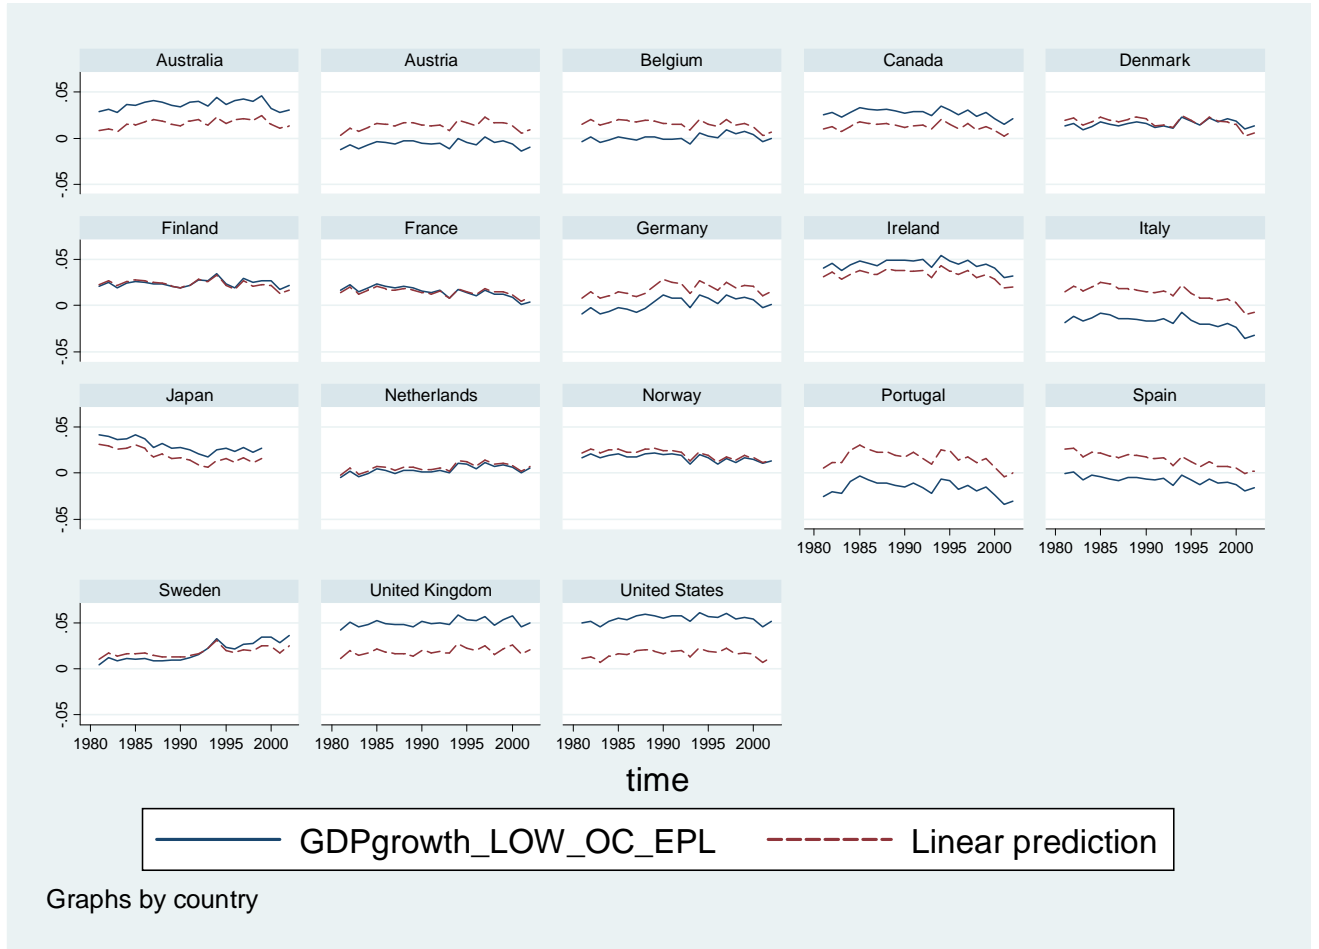 Australia Austria Belgium Canada Denmark
.05
0
-.05
Finland France Germany Ireland Italy
.05
0
-.05
Japan Netherlands Norway Portugal Spain
.05
0
-.05
1980 1985 1990 1995 2000 1980 1985 1990 1995 2000
Sweden United Kingdom United States
.05
0
-.05
1980 1985 1990 1995 2000 1980 1985 1990 1995 2000 1980 1985 1990 1995 2000
time
GDPgrowth_LOW_OC_EPL Linear prediction
Graphs by country